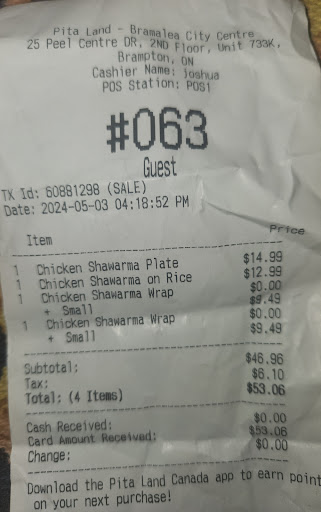 Pita Land - Bramalea City Centre
25 Peel Centre DR, 2ND Floor, Unit 733K,
Brampton, ON
Cashier Name: joshua
POS Station: POS1
#063
Guest
TX Id: 60881298 (SALE)
Date: 2024-05-03 04:18:52 PM
Item Price
1 Chicken Shawarma Plate $14.99
1 Chicken Shawarma on Rice $12.99
1 Chicken Shawarma Wrap $0.00
+ Small $9.49
1 Chicken Shawarma Wrap $0.00
+ Small $9.49
Subtotal: $46.96
Tax: $6.10
Total: (4 Items) $53.06
Cash Received: $0.00
Card Amount Received: $53.06
Change: $0.00
Download the Pita Land Canada app to earn point
on your next purchase!